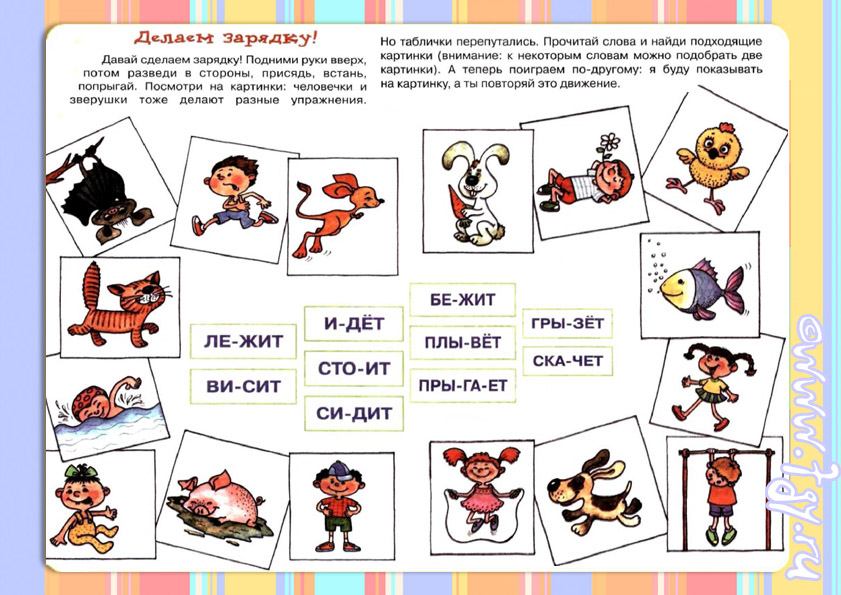 Делаем зарядку!
Давай сделаем зарядку! Подними руки вверх,
потом разведи в стороны, присядь, встань,
попрыгай. Посмотри на картинки: человечки и
зверушки тоже делают разные упражнения.
Но таблички перепутались. Прочитай слова и найди подходящие
картинки (внимание: к некоторым словам можно подобрать две
картинки). А теперь поиграем по-другому: я буду показывать
на картинку, а ты повторяй это движение.
ЛЕ-ЖИТ
ВИ-СИТ
И-ДЁТ
СТО-ИТ
СИ-ДИТ
БЕ-ЖИТ
ПЛЫ-ВЁТ
ПРЫ-ГА-ЕТ
ГРЫ-ЗЁТ
СКА-ЧЕТ